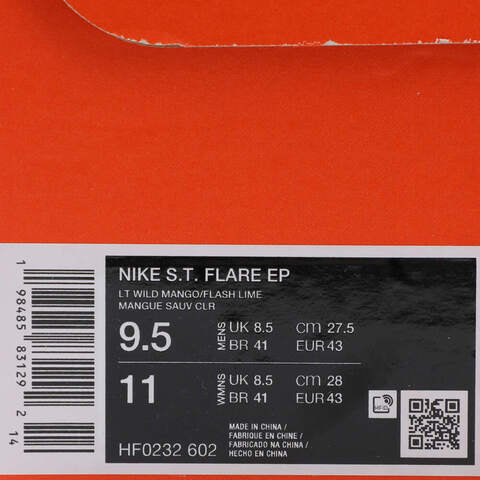 NIKE S.T. FLARE EP
LT WILD MANGO/FLASH LIME
MANGUE SAUV CLR
9.5 MENS UK 8.5 CM 27.5
BR 41 EUR 43
11 WMNS UK 8.5 CM 28
BR 41 EUR 43
HF0232 602
MADE IN CHINA /
FABRIQUE EN CHINE /
FABRICADO NA CHINA /
HECHO EN CHINA
1 98485 83129 2 14